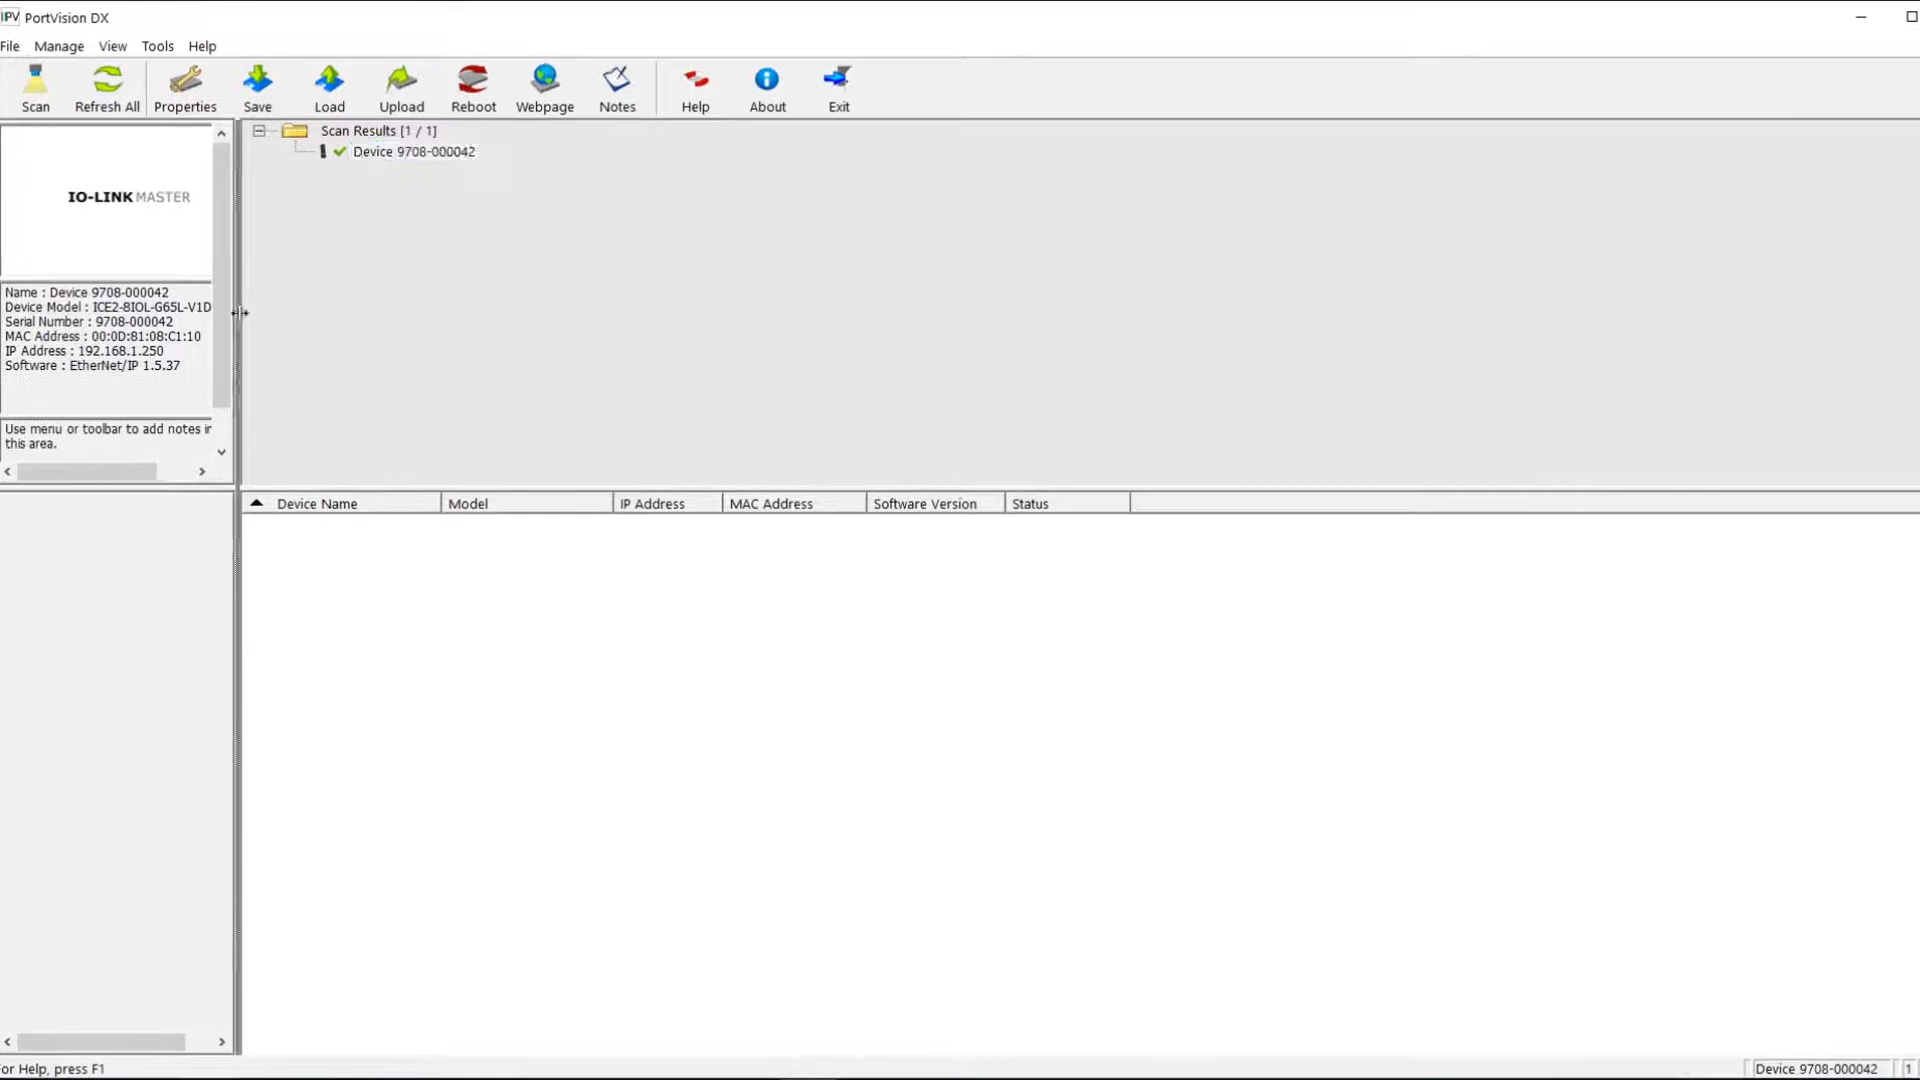 PV PortVision DX
File Manage View Tools Help
Scan Refresh All Properties Save Load Upload Reboot Webpage Notes Help About Exit
IO-LINK MASTER
Name : Device 9708-000042
Device Model : ICE2-8IOL-G65L-V1D
Serial Number : 9708-000042
MAC Address : 00:0D:81:08:C1:10
IP Address : 192.168.1.250
Software : EtherNet/IP 1.5.37
Use menu or toolbar to add notes in
this area.
Scan Results [1 / 1]
Device 9708-000042
Device Name Model IP Address MAC Address Software Version Status
or Help, press F1
Device 9708-000042 1